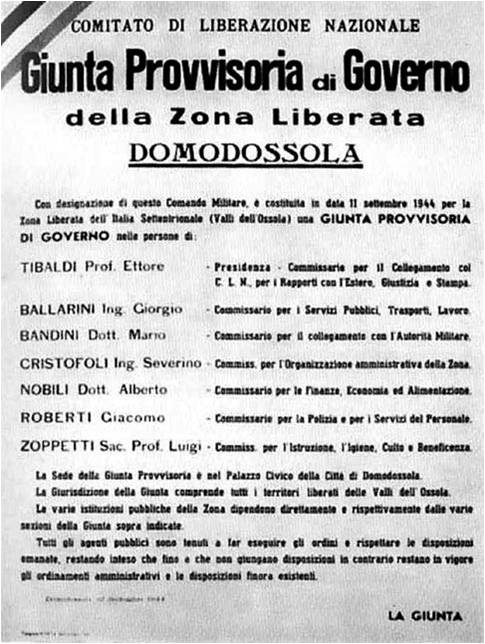 COMITATO DI LIBERAZIONE NAZIONALE
Giunta Provvisoria di Governo
della Zona Liberata
DOMODOSSOLA
Con designazione di questo Comando Militare, è costituita in data 11 settembre 1944 per la
Zona Liberata dell'Italia Settentrionale (Valli dell'Ossola) una GIUNTA PROVVISORIA
DI GOVERNO nelle persone di:
TIBALDI Prof. Ettore - Presidenza - Commissario per il Collegamento col
C. L. N., per i Rapporti con l'Estero, Giustizia e Stampa.
BALLARINI Ing. Giorgio - Commissario per i Servizi Pubblici, Trasporti, Lavoro.
BANDINI Dott. Mario - Commissario per il collegamento con l'Autorità Militare.
CRISTOFOLI Ing. Severino - Commiss. per l'Organizzazione amministrativa della Zona.
NOBILI Dott. Alberto - Commissario per le Finanze, Economia ed Alimentazione.
ROBERTI Giacomo - Commissario per la Polizia e per i Servizi del Personale.
ZOPPETTI Sac. Prof. Luigi - Commiss. per l'Istruzione, l'Igiene, Culto e Beneficenza.
La Sede della Giunta Provvisoria è nel Palazzo Civico della Città di Domodossola.
La Giurisdizione della Giunta comprende tutti i territori liberati delle Valli dell'Ossola.
Le varie istituzioni pubbliche della Zona dipendono direttamente e rispettivamente dalle varie
sezioni della Giunta sopra indicate.
Tutti gli agenti pubblici sono tenuti a far eseguire gli ordini e rispettare le disposizioni
emanate, restando inteso che fino a che non giungano disposizioni in contrario restano in vigore
gli ordinamenti amministrativi e le disposizioni finora esistenti.
Domodossola settembre 1944
LA GIUNTA